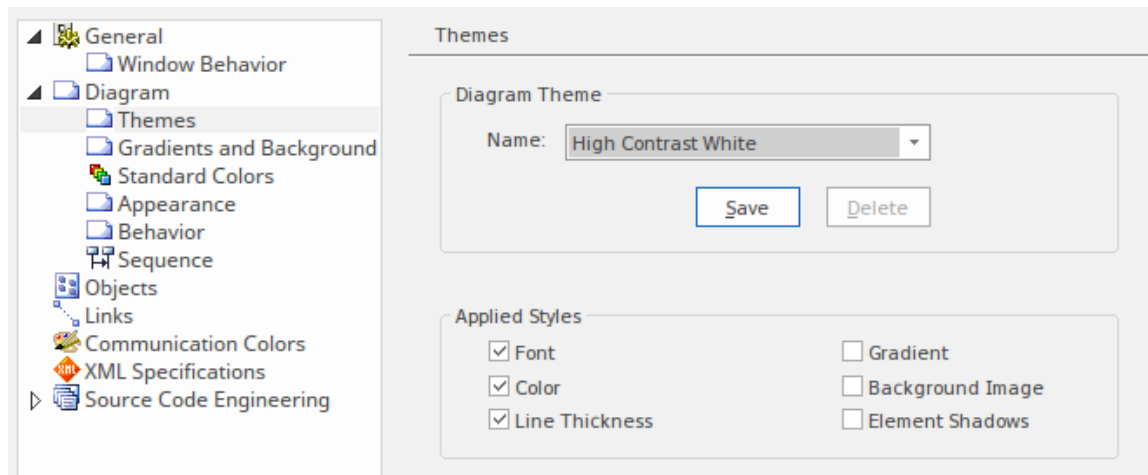 General
Window Behavior
Diagram
Themes
Gradients and Background
Standard Colors
Appearance
Behavior
Sequence
Objects
Links
Communication Colors
XML Specifications
Source Code Engineering
Themes
Diagram Theme
Name: High Contrast White
Save Delete
Applied Styles
Font Gradient
Color Background Image
Line Thickness Element Shadows